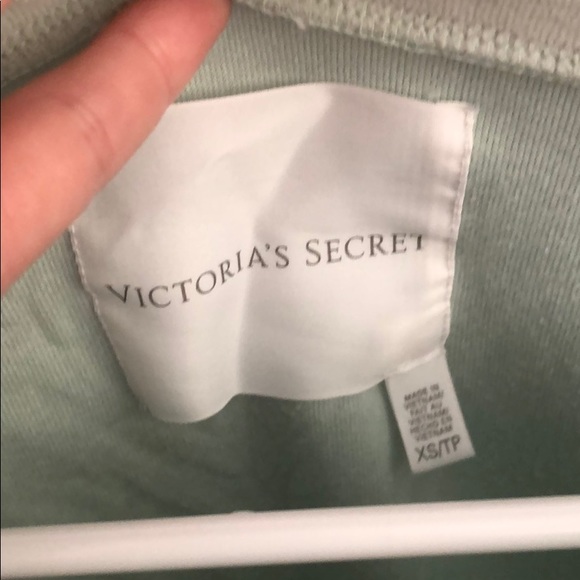 VICTORIA'S SECRET
MADE IN
VIETNAM/
FAIT AU
VIETNAM/
HECHO EN
VIETNAM
XS/TP